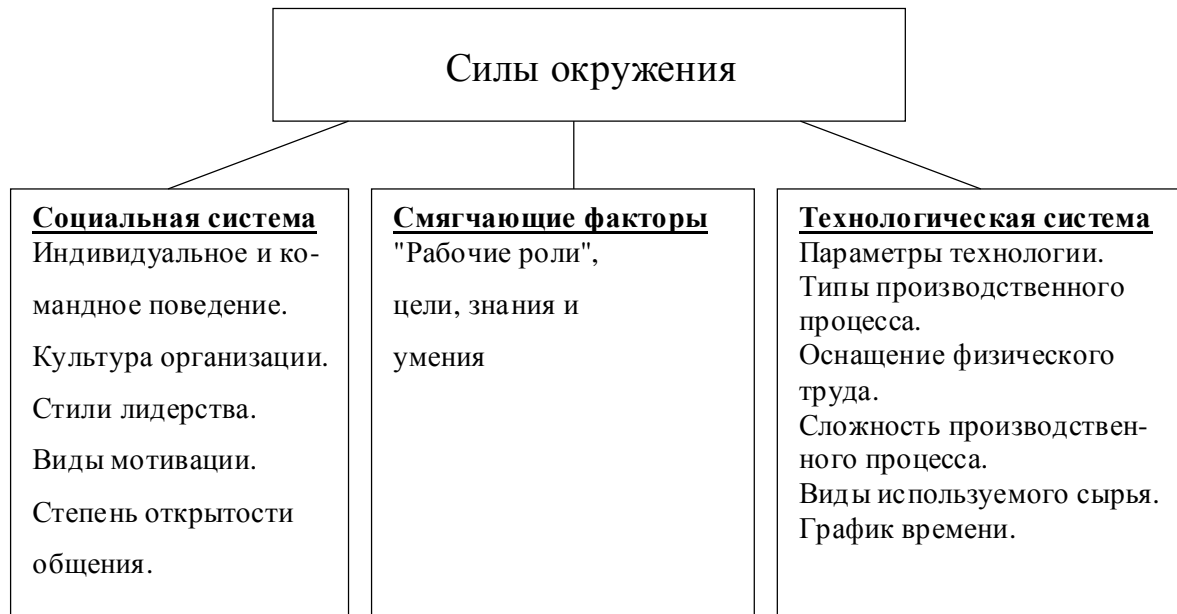 Силы окружения
Социальная система
Индивидуальное и ко-
мандное поведение.
Культура организации.
Стили лидерства.
Виды мотивации.
Степень открытости
общения.
Смягчающие факторы
"Рабочие роли",
цели, знания и
умения
Технологическая система
Параметры технологии.
Типы производственного
процесса.
Оснащение физического
труда.
Сложность производствен-
ного процесса.
Виды используемого сырья.
График времени.